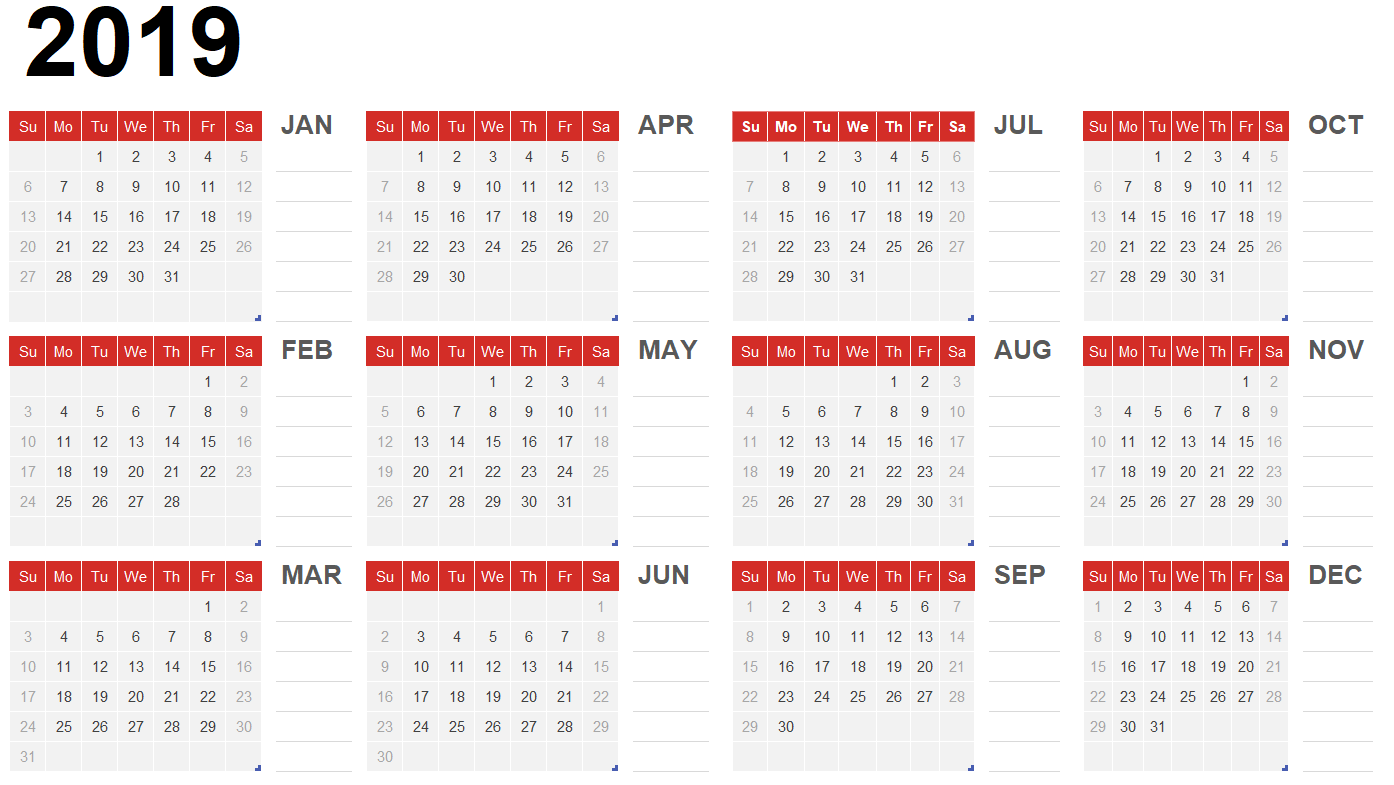 2019
Su Mo Tu We Th Fr Sa JAN
1 2 3 4 5
6 7 8 9 10 11 12
13 14 15 16 17 18 19
20 21 22 23 24 25 26
27 28 29 30 31
Su Mo Tu We Th Fr Sa FEB
1 2
3 4 5 6 7 8 9
10 11 12 13 14 15 16
17 18 19 20 21 22 23
24 25 26 27 28
Su Mo Tu We Th Fr Sa MAR
1 2
3 4 5 6 7 8 9
10 11 12 13 14 15 16
17 18 19 20 21 22 23
24 25 26 27 28 29 30
31
Su Mo Tu We Th Fr Sa APR
1 2 3 4 5 6
7 8 9 10 11 12 13
14 15 16 17 18 19 20
21 22 23 24 25 26 27
28 29 30
Su Mo Tu We Th Fr Sa MAY
1 2 3 4
5 6 7 8 9 10 11
12 13 14 15 16 17 18
19 20 21 22 23 24 25
26 27 28 29 30 31
Su Mo Tu We Th Fr Sa JUN
1
2 3 4 5 6 7 8
9 10 11 12 13 14 15
16 17 18 19 20 21 22
23 24 25 26 27 28 29
30
Su Mo Tu We Th Fr Sa JUL
1 2 3 4 5 6
7 8 9 10 11 12 13
14 15 16 17 18 19 20
21 22 23 24 25 26 27
28 29 30 31
Su Mo Tu We Th Fr Sa AUG
1 2 3
4 5 6 7 8 9 10
11 12 13 14 15 16 17
18 19 20 21 22 23 24
25 26 27 28 29 30 31
Su Mo Tu We Th Fr Sa SEP
1 2 3 4 5 6 7
8 9 10 11 12 13 14
15 16 17 18 19 20 21
22 23 24 25 26 27 28
29 30
Su Mo Tu We Th Fr Sa OCT
1 2 3 4 5
6 7 8 9 10 11 12
13 14 15 16 17 18 19
20 21 22 23 24 25 26
27 28 29 30 31
Su Mo Tu We Th Fr Sa NOV
1 2
3 4 5 6 7 8 9
10 11 12 13 14 15 16
17 18 19 20 21 22 23
24 25 26 27 28 29 30
Su Mo Tu We Th Fr Sa DEC
1 2 3 4 5 6 7
8 9 10 11 12 13 14
15 16 17 18 19 20 21
22 23 24 25 26 27 28
29 30 31